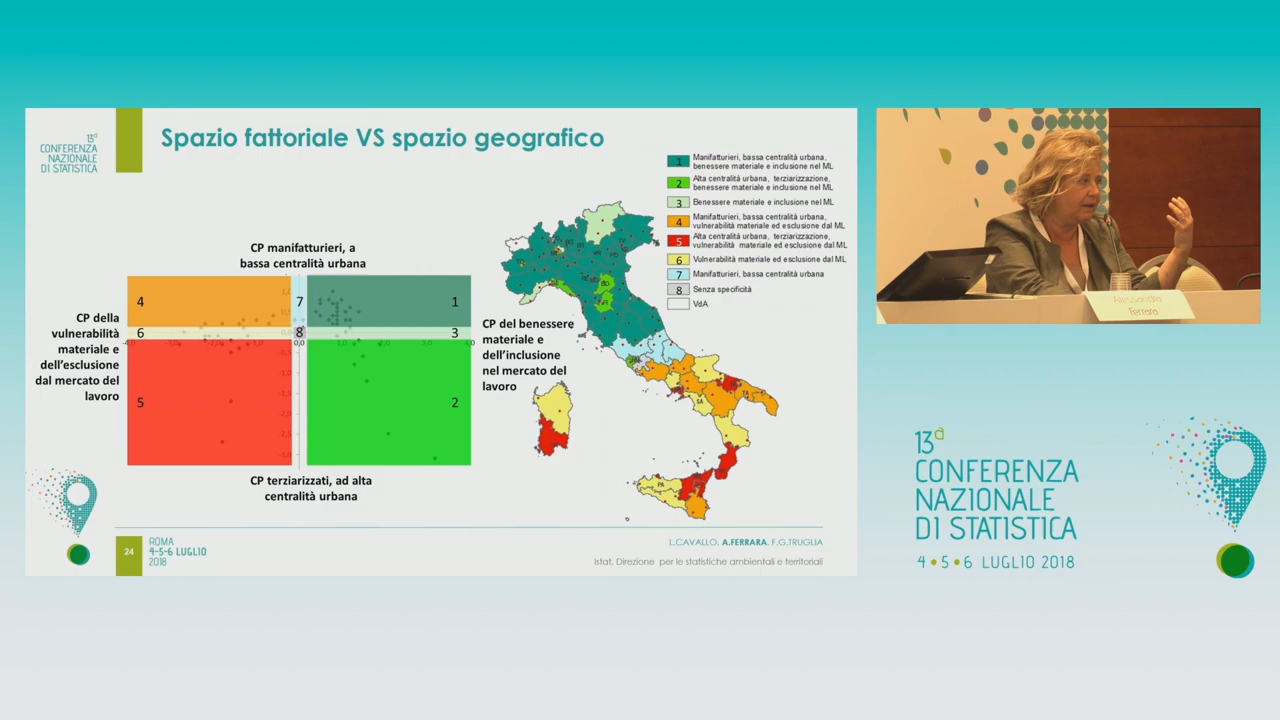 13a
CONFERENZA
NAZIONALE
DI STATISTICA
Spazio fattoriale VS spazio geografico
CP manifatturieri, a
bassa centralità urbana
CP della
vulnerabilità
materiale e
dell'esclusione
dal mercato del
lavoro
4
7
1
6
8
3
5
2
CP del benessere
materiale e
dell'inclusione
nel mercato del
lavoro
CP terziarizzati, ad alta
centralità urbana
1 Manifatturieri, bassa centralità urbana,
benessere materiale e inclusione nel ML
2 Alta centralità urbana, terziarizzazione,
benessere materiale e inclusione nel ML
3 Benessere materiale e inclusione nel ML
4 Manifatturieri, bassa centralità urbana,
vulnerabilità materiale ed esclusione dal ML
5 Alta centralità urbana, terziarizzazione,
vulnerabilità materiale ed esclusione dal ML
6 Vulnerabilità materiale ed esclusione dal ML
7 Manifatturieri, bassa centralità urbana
8 Senza specificità
VdA
BO
SA
TA
PA
24
ROMA
4-5-6 LUGLIO
2018
L.CAVALLO, A.FERRARA, F.G.TRUGLIA
Istat, Direzione per le statistiche ambientali e territoriali
Alessandra
Ferrara
13a
CONFERENZA
NAZIONALE
DI STATISTICA
4 • 5 • 6 LUGLIO 2018